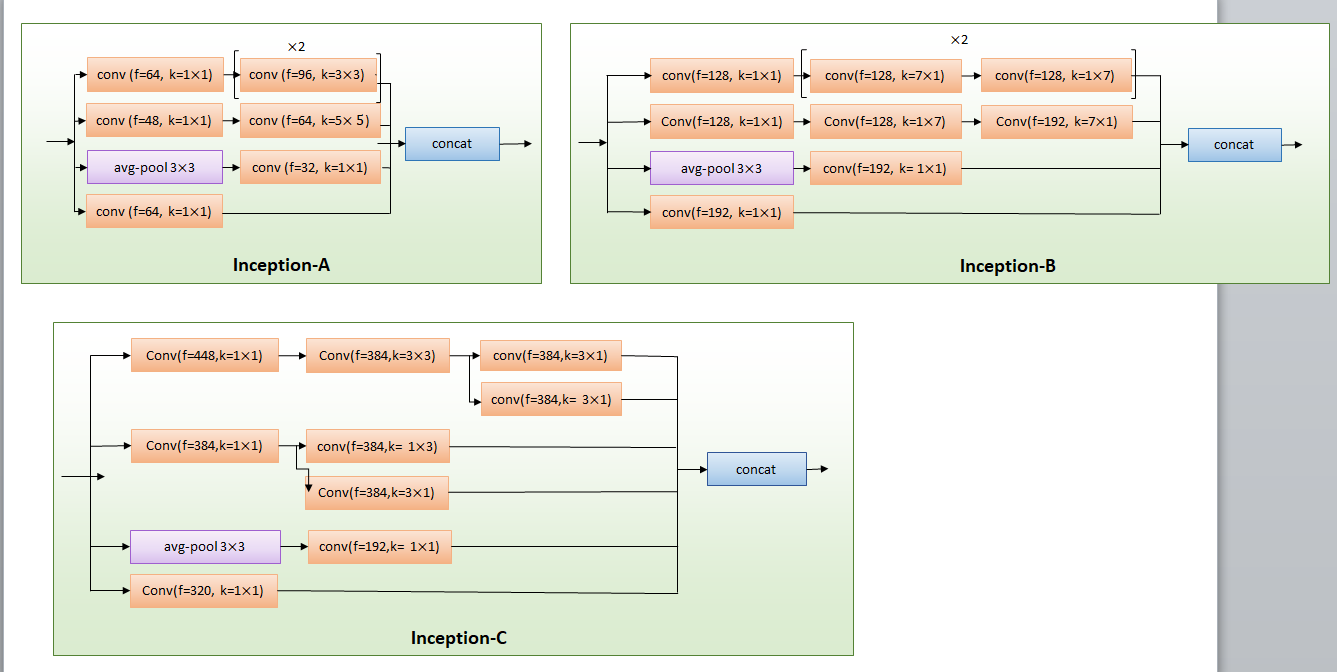 ×2
conv (f=64, k=1×1)
conv (f=96, k=3×3)
conv (f=48, k=1×1)
conv (f=64, k=5× 5)
avg-pool 3×3
conv (f=32, k=1×1)
conv (f=64, k=1×1)
concat
Inception-A
×2
conv(f=128, k=1×1)
conv(f=128, k=7×1)
conv(f=128, k=1×7)
Conv(f=128, k=1×1)
Conv(f=128, k=1×7)
Conv(f=192, k=7×1)
avg-pool 3×3
conv(f=192, k= 1×1)
conv(f=192, k=1×1)
concat
Inception-B
Conv(f=448,k=1×1)
Conv(f=384,k=3×3)
conv(f=384,k=3×1)
conv(f=384,k= 3×1)
Conv(f=384,k=1×1)
conv(f=384,k= 1×3)
Conv(f=384,k=3×1)
avg-pool 3×3
conv(f=192,k= 1×1)
Conv(f=320, k=1×1)
concat
Inception-C